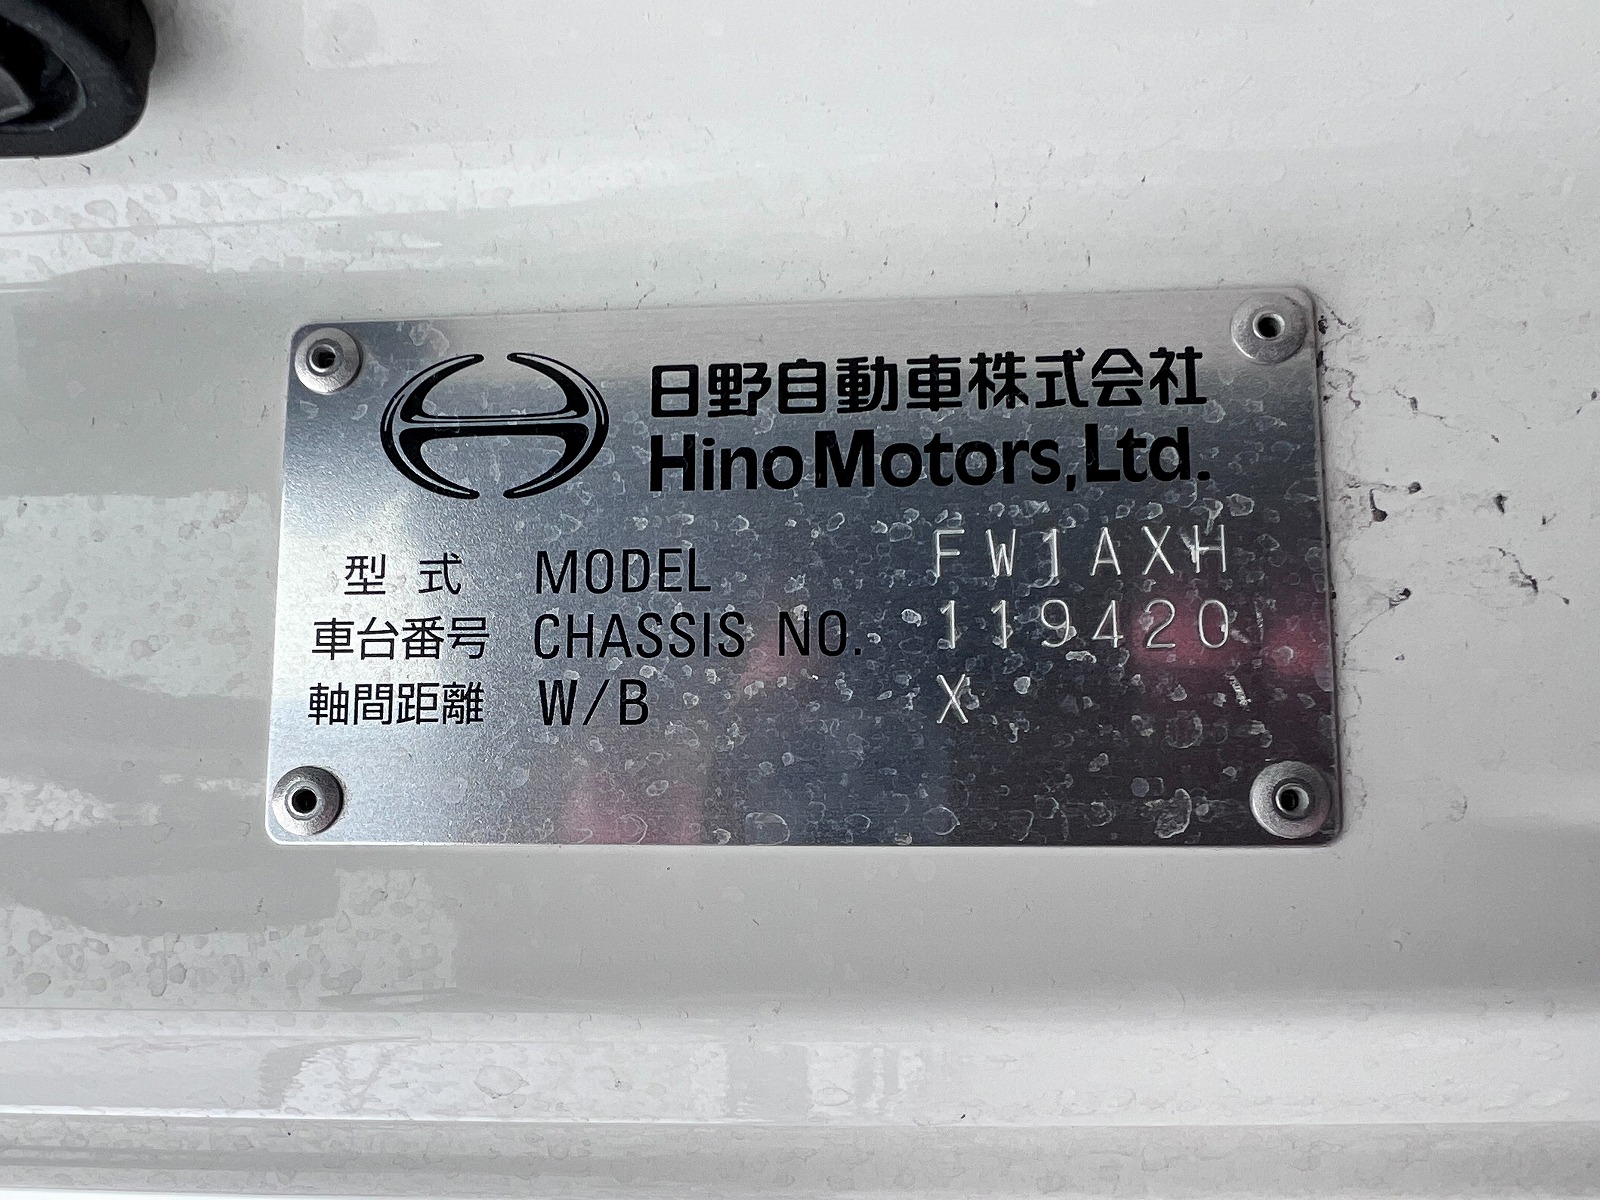 日野自動車株式会社
Hino Motors, Ltd.
型式 MODEL FW1AXH
車台番号 CHASSIS NO. 119420
軸間距離 W/B X